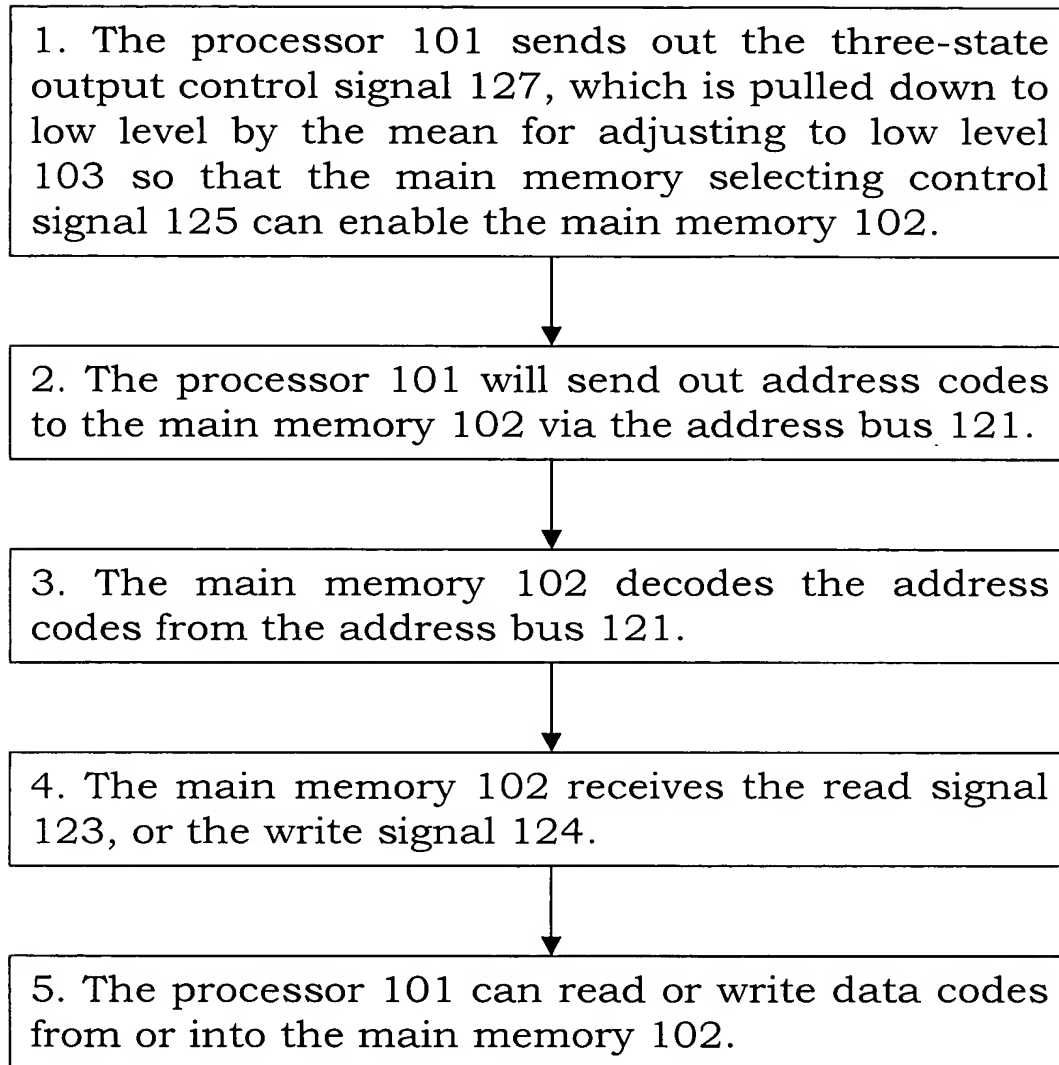 1. The processor 101 sends out the three-state
output control signal 127, which is pulled down to
low level by the mean for adjusting to low level
103 so that the main memory selecting control
signal 125 can enable the main memory 102.
2. The processor 101 will send out address codes
to the main memory 102 via the address bus 121.
3. The main memory 102 decodes the address
codes from the address bus 121.
4. The main memory 102 receives the read signal
123, or the write signal 124.
5. The processor 101 can read or write data codes
from or into the main memory 102.